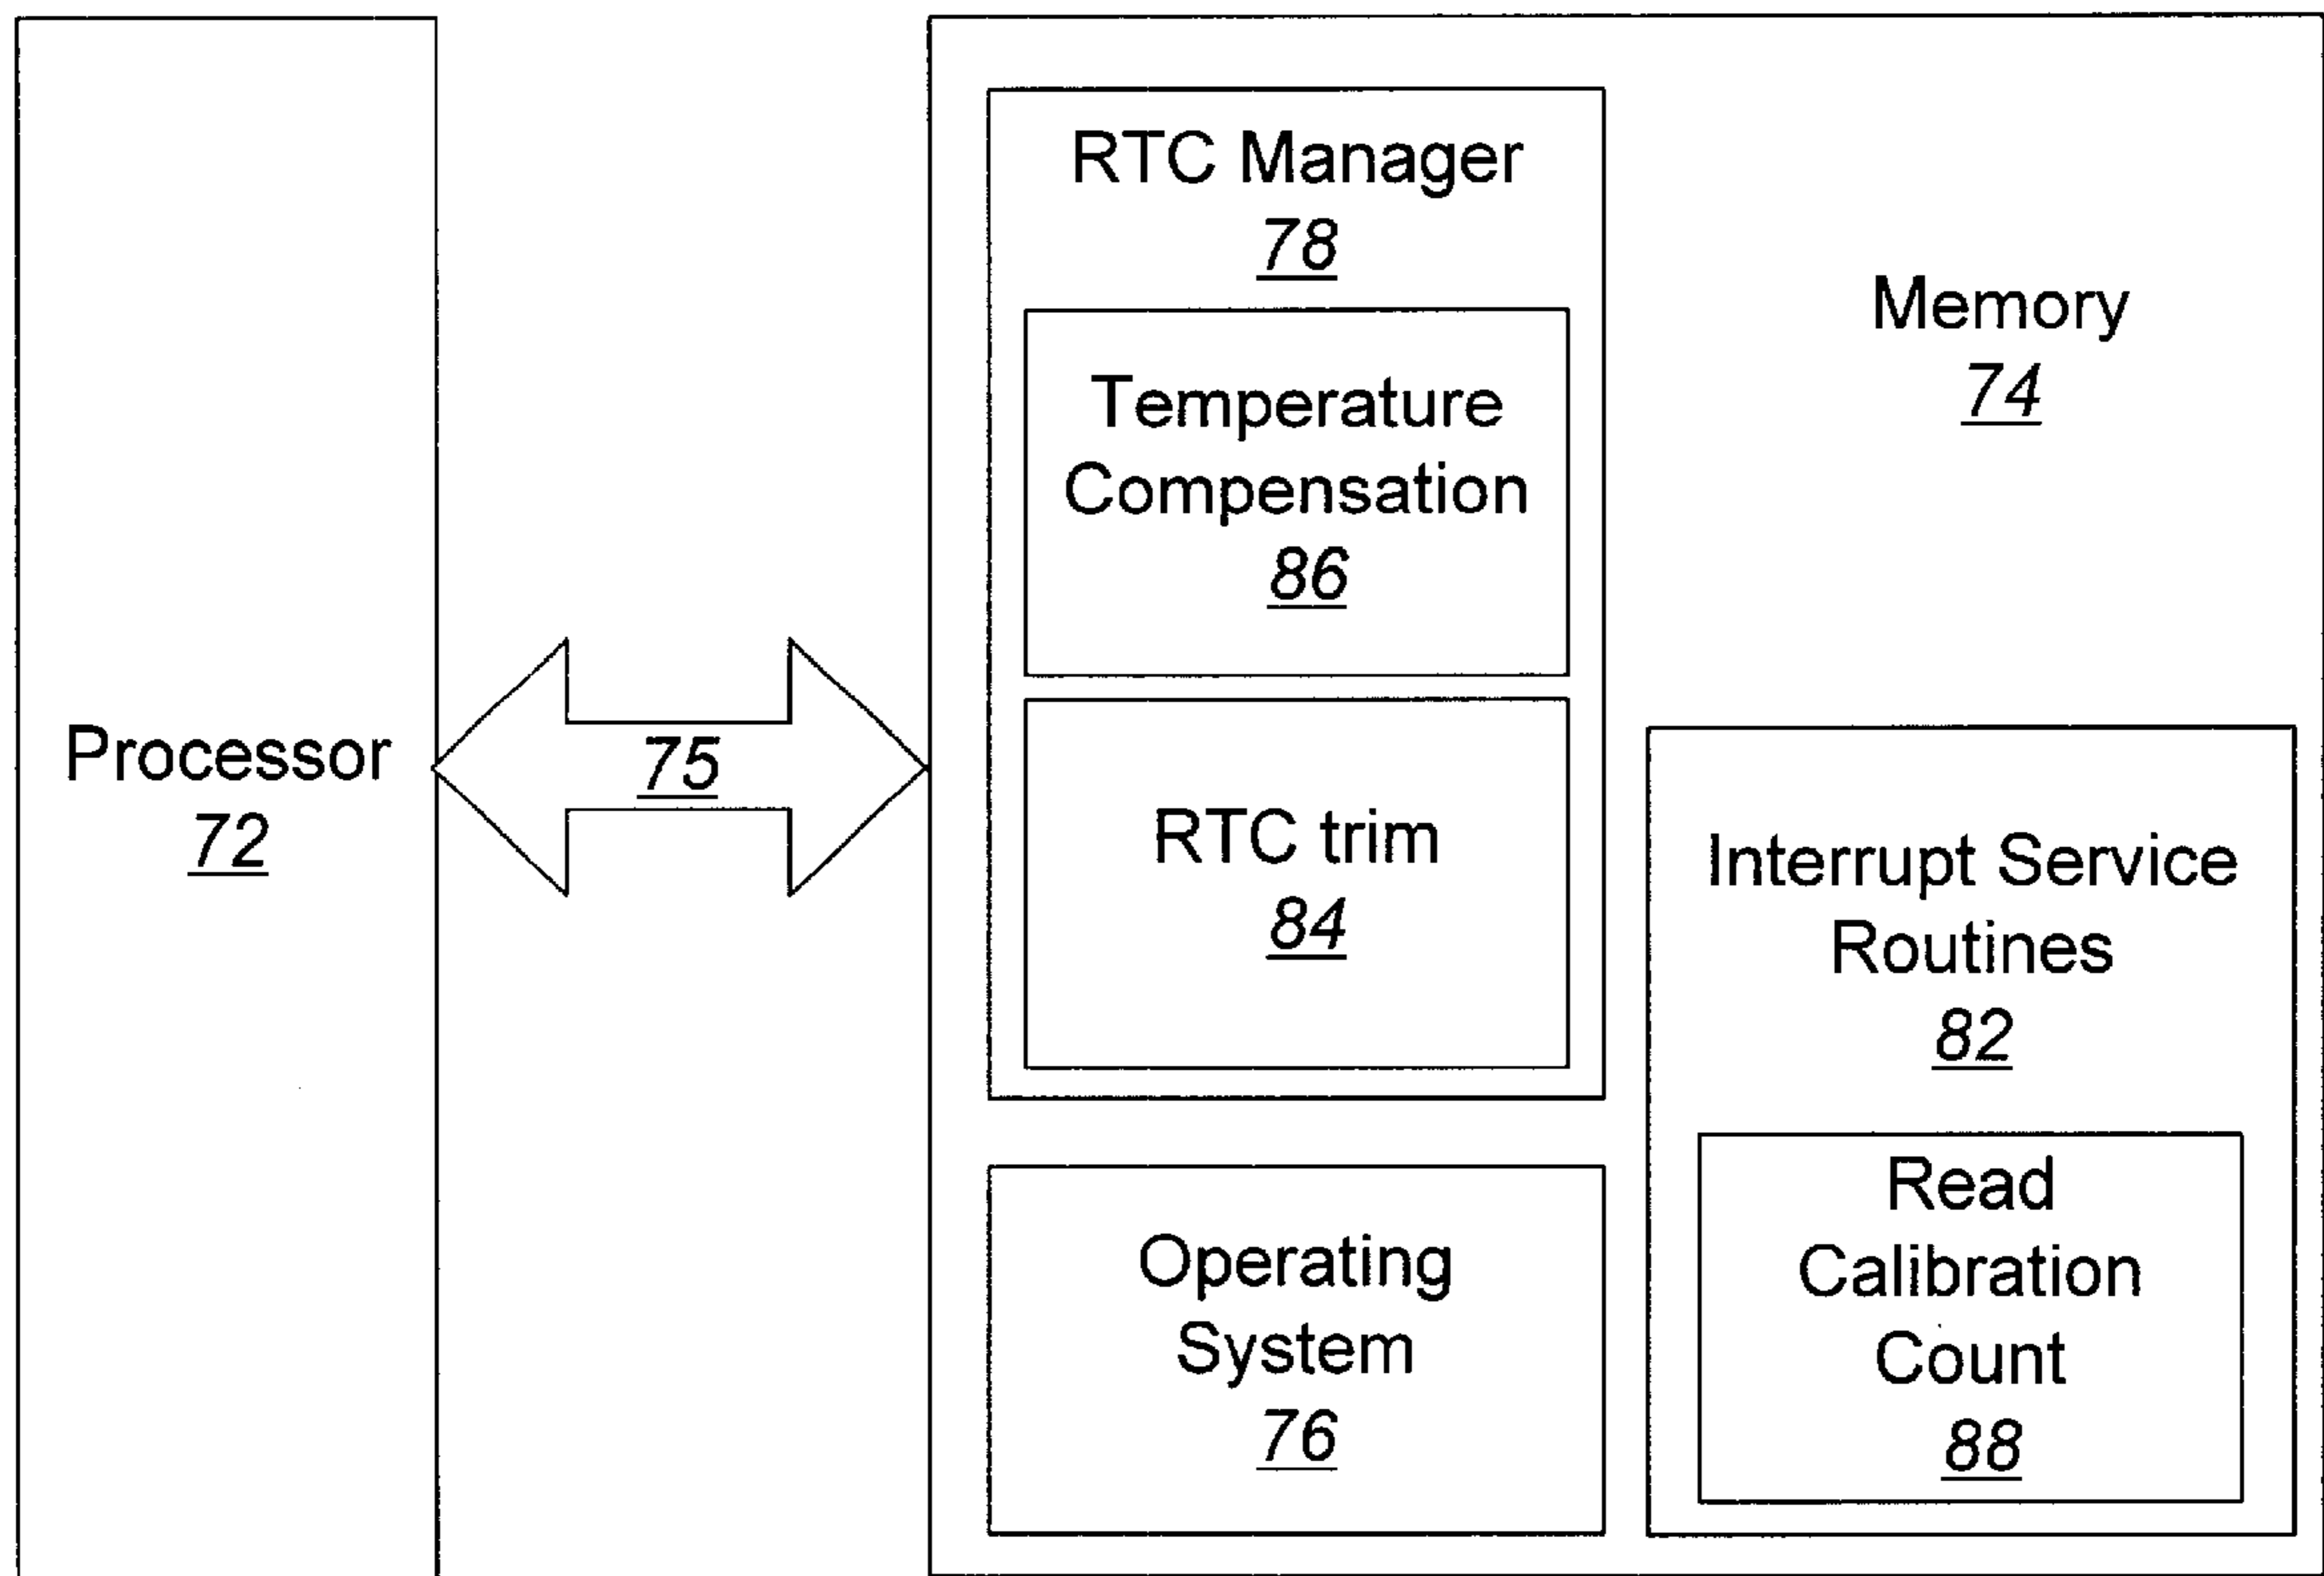 Processor
72
75
Memory
74
RTC Manager
78
Temperature
Compensation
86
RTC trim
84
Operating
System
76
Interrupt Service
Routines
82
Read
Calibration
Count
88